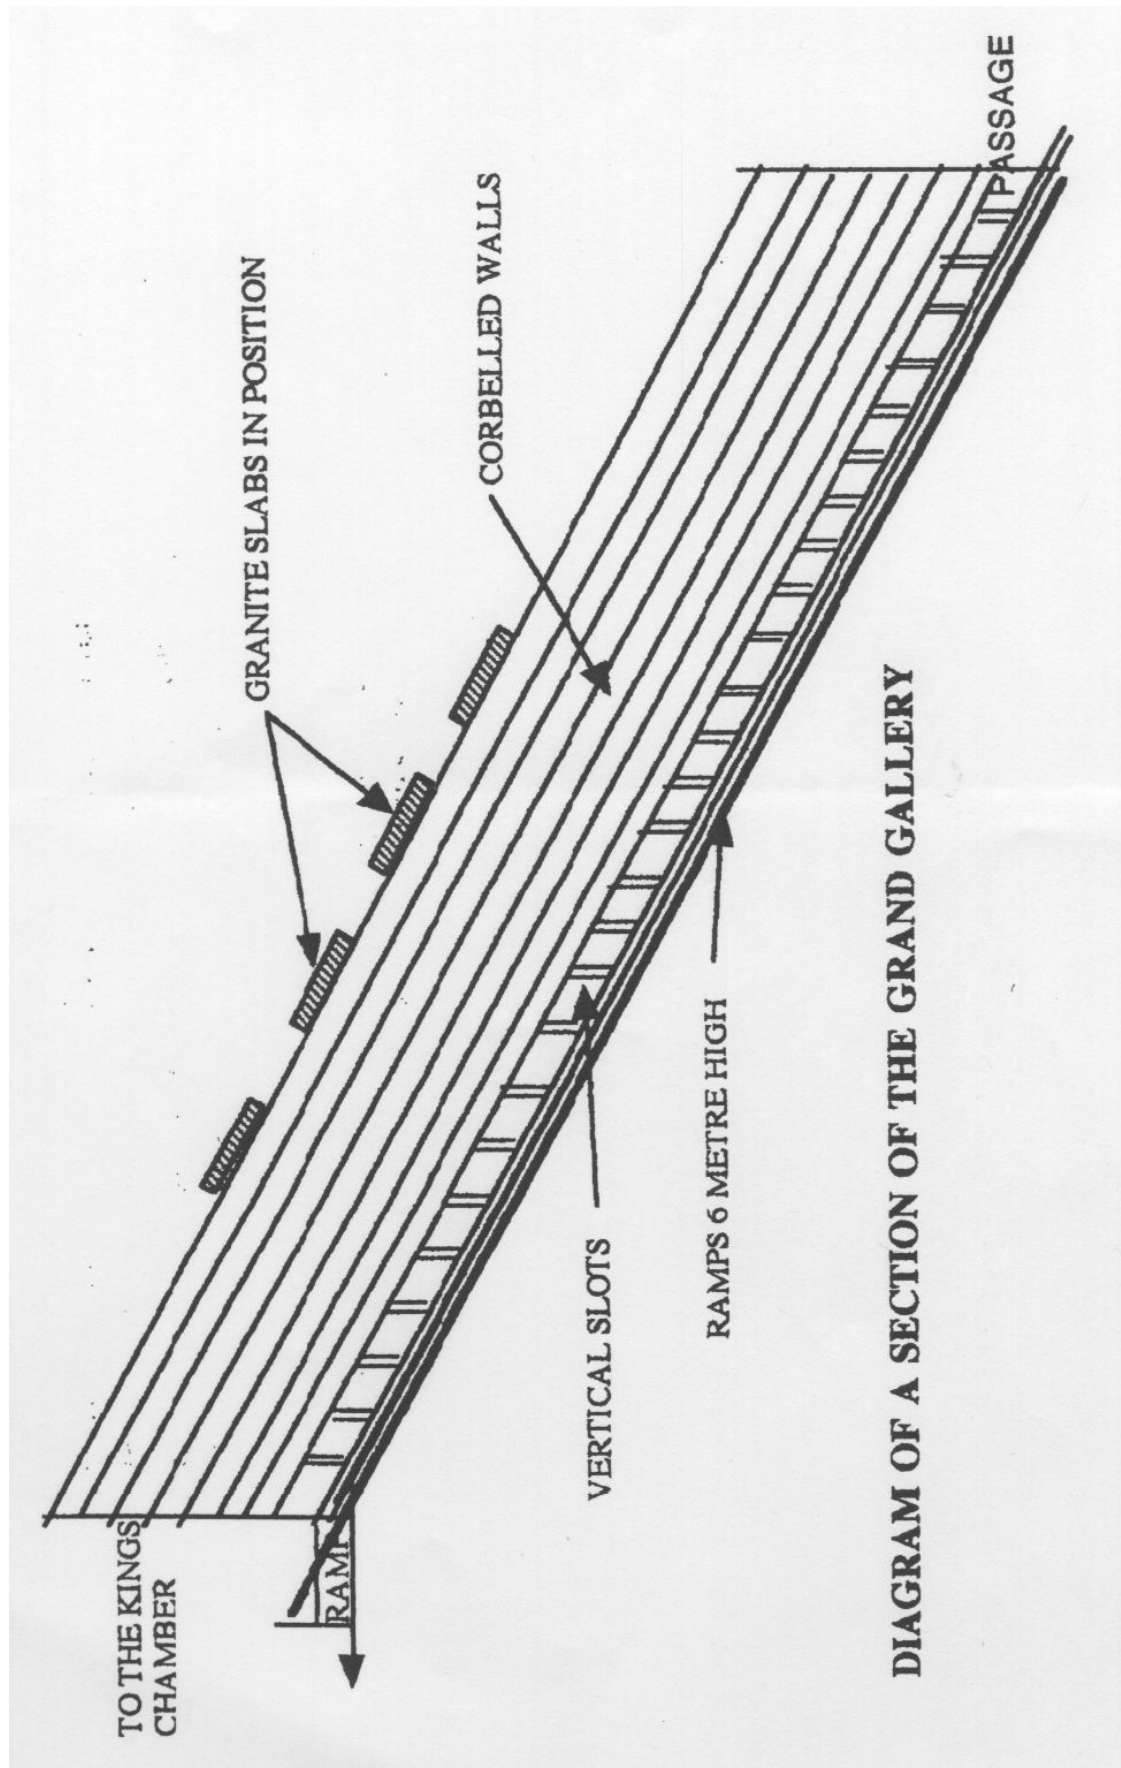 TO THE KINGS
CHAMBER
GRANITE SLABS IN POSITION
RAMP
CORBELLED WALLS
VERTICAL SLOTS
RAMPS 6 METRE HIGH
PASSAGE
DIAGRAM OF A SECTION OF THE GRAND GALLERY